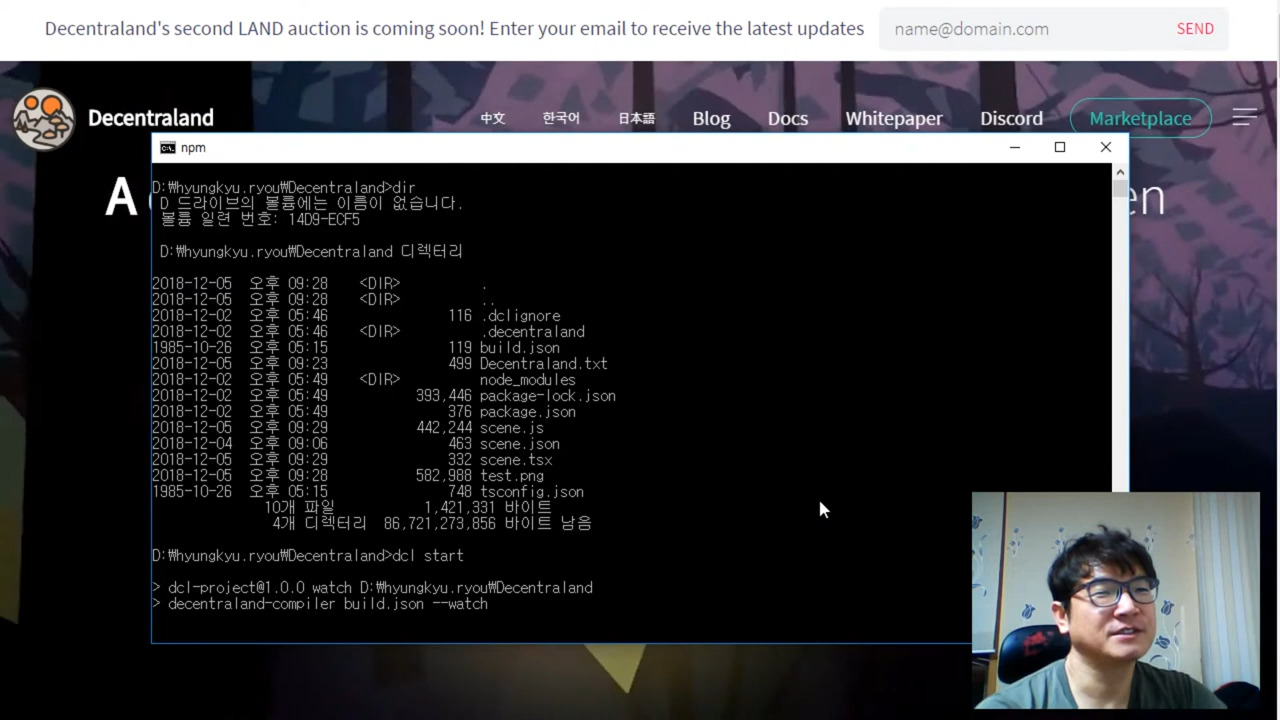 Decentraland's second LAND auction is coming soon! Enter your email to receive the latest updates
name@domain.com
SEND
Decentraland
中文
한국어
日本語
Blog
Docs
Whitepaper
Discord
Marketplace
npm
A
en
D:₩hyungkyu.ryou₩Decentraland>dir
D 드라이브의 볼륨에는 이름이 없습니다.
볼륨 일련 번호: 14D9-ECF5
D:₩hyungkyu.ryou₩Decentraland 디렉터리
2018-12-05 오후 09:28 <DIR> .
2018-12-05 오후 09:28 <DIR> ..
2018-12-02 오후 05:46 116 .dclignore
2018-12-02 오후 05:46 <DIR> .decentraland
1985-10-26 오후 05:15 119 build.json
2018-12-05 오후 09:23 499 Decentraland.txt
2018-12-02 오후 05:49 <DIR> node_modules
2018-12-02 오후 05:49 393,446 package-lock.json
2018-12-02 오후 05:49 376 package.json
2018-12-05 오후 09:29 442,244 scene.js
2018-12-04 오후 09:06 463 scene.json
2018-12-05 오후 09:29 332 scene.tsx
2018-12-05 오후 09:28 582,988 test.png
1985-10-26 오후 05:15 748 tsconfig.json
10개 파일 1,421,331 바이트
4개 디렉터리 86,721,273,856 바이트 남음
D:₩hyungkyu.ryou₩Decentraland>dcl start
> dcl-project@1.0.0 watch D:₩hyungkyu.ryou₩Decentraland
> decentraland-compiler build.json --watch